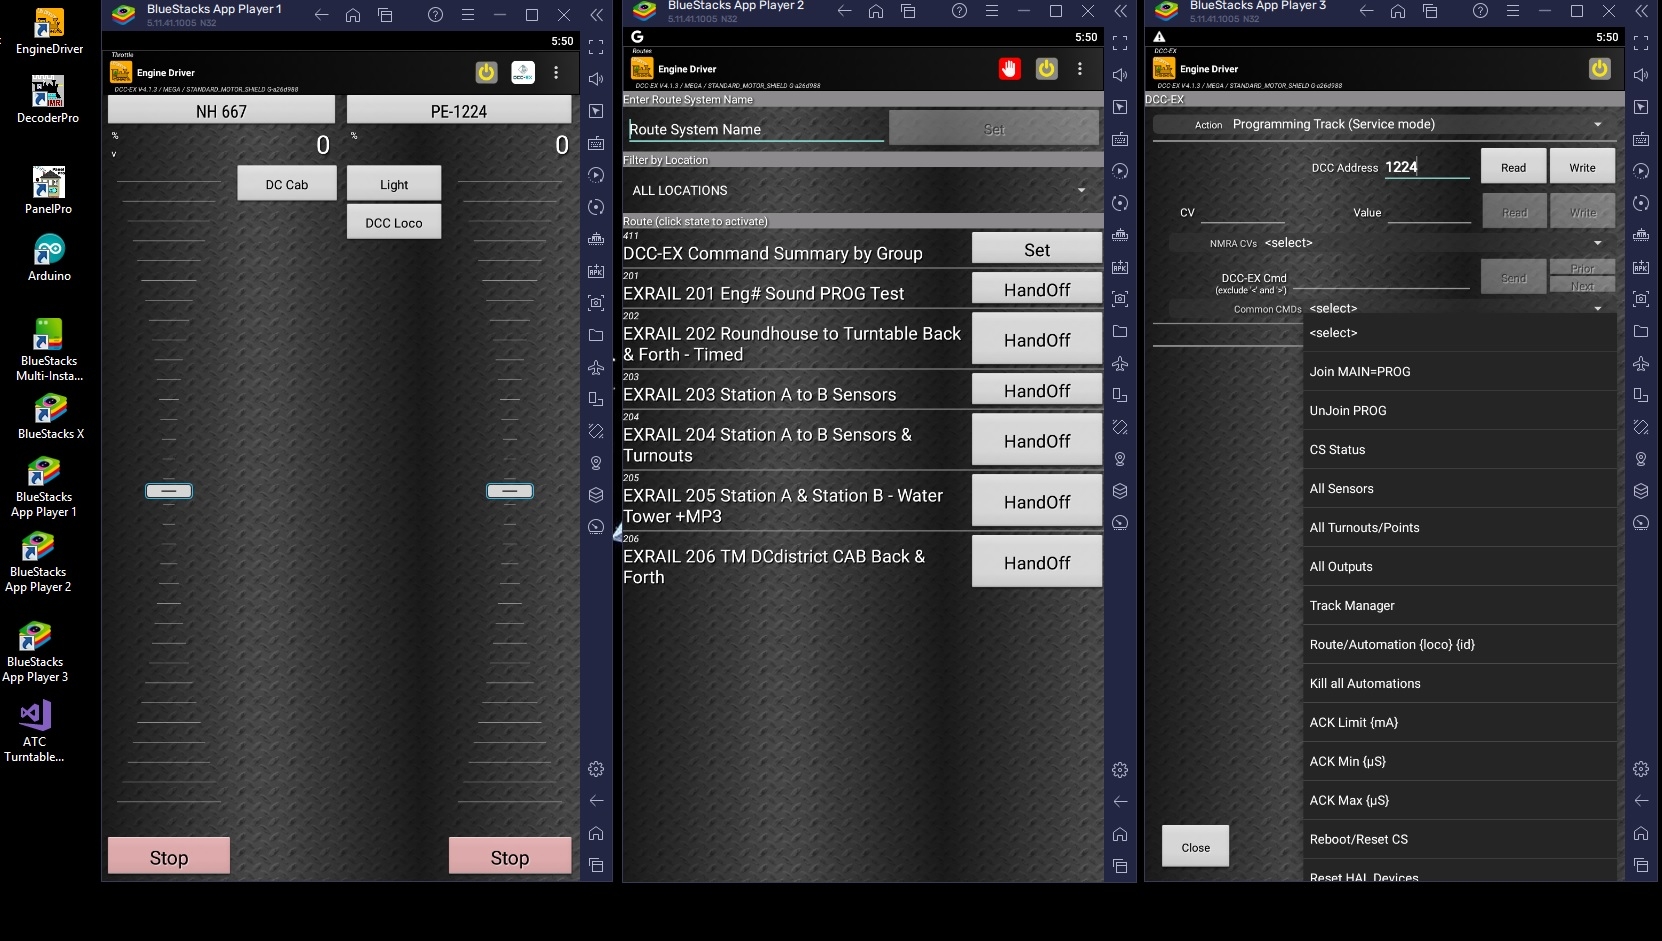 EngineDriver
DecoderPro
PanelPro
Arduino
BlueStacks
Multi-Insta...
BlueStacks X
BlueStacks
App Player 1
BlueStacks
App Player 2
BlueStacks
App Player 3
ATC
Turntable...
BlueStacks App Player 1
5.11.41.1005 N32
5:50
Throttle
Engine Driver
DCC-EX V4.1.3 / MEGA / STANDARD_MOTOR_SHIELD G-a26d988
NH 667
PE-1224
%
0
%
0
v
DC Cab
Light
DCC Loco
Stop
Stop
BlueStacks App Player 2
5.11.41.1005 N32
G
5:50
Routes
Engine Driver
DCC EX V4.1.3 / MEGA / STANDARD_MOTOR_SHIELD G-a26d988
Enter Route System Name
Route System Name
Set
Filter by Location
ALL LOCATIONS
Route (click state to activate)
411
DCC-EX Command Summary by Group
Set
201
EXRAIL 201 Eng# Sound PROG Test
HandOff
202
EXRAIL 202 Roundhouse to Turntable Back
& Forth - Timed
HandOff
203
EXRAIL 203 Station A to B Sensors
HandOff
204
EXRAIL 204 Station A to B Sensors &
Turnouts
HandOff
205
EXRAIL 205 Station A & Station B - Water
Tower +MP3
HandOff
206
EXRAIL 206 TM DCdistrict CAB Back &
Forth
HandOff
BlueStacks App Player 3
5.11.41.1005 N32
5:50
DCC-EX
Engine Driver
DCC EX V4.1.3 / MEGA / STANDARD_MOTOR_SHIELD G-a26d988
DCC-EX
Action Programming Track (Service mode)
DCC Address 1224 Read Write
CV Value Read Write
NMRA CVs <select>
DCC-EX Cmd
(exclude '<' and '>')
Send
Prior
Next
Common CMDs <select>
<select>
Join MAIN=PROG
UnJoin PROG
CS Status
All Sensors
All Turnouts/Points
All Outputs
Track Manager
Route/Automation {loco} {id}
Kill all Automations
ACK Limit {mA}
ACK Min {µS}
ACK Max {µS}
Reboot/Reset CS
Reset HAL Devices
Close